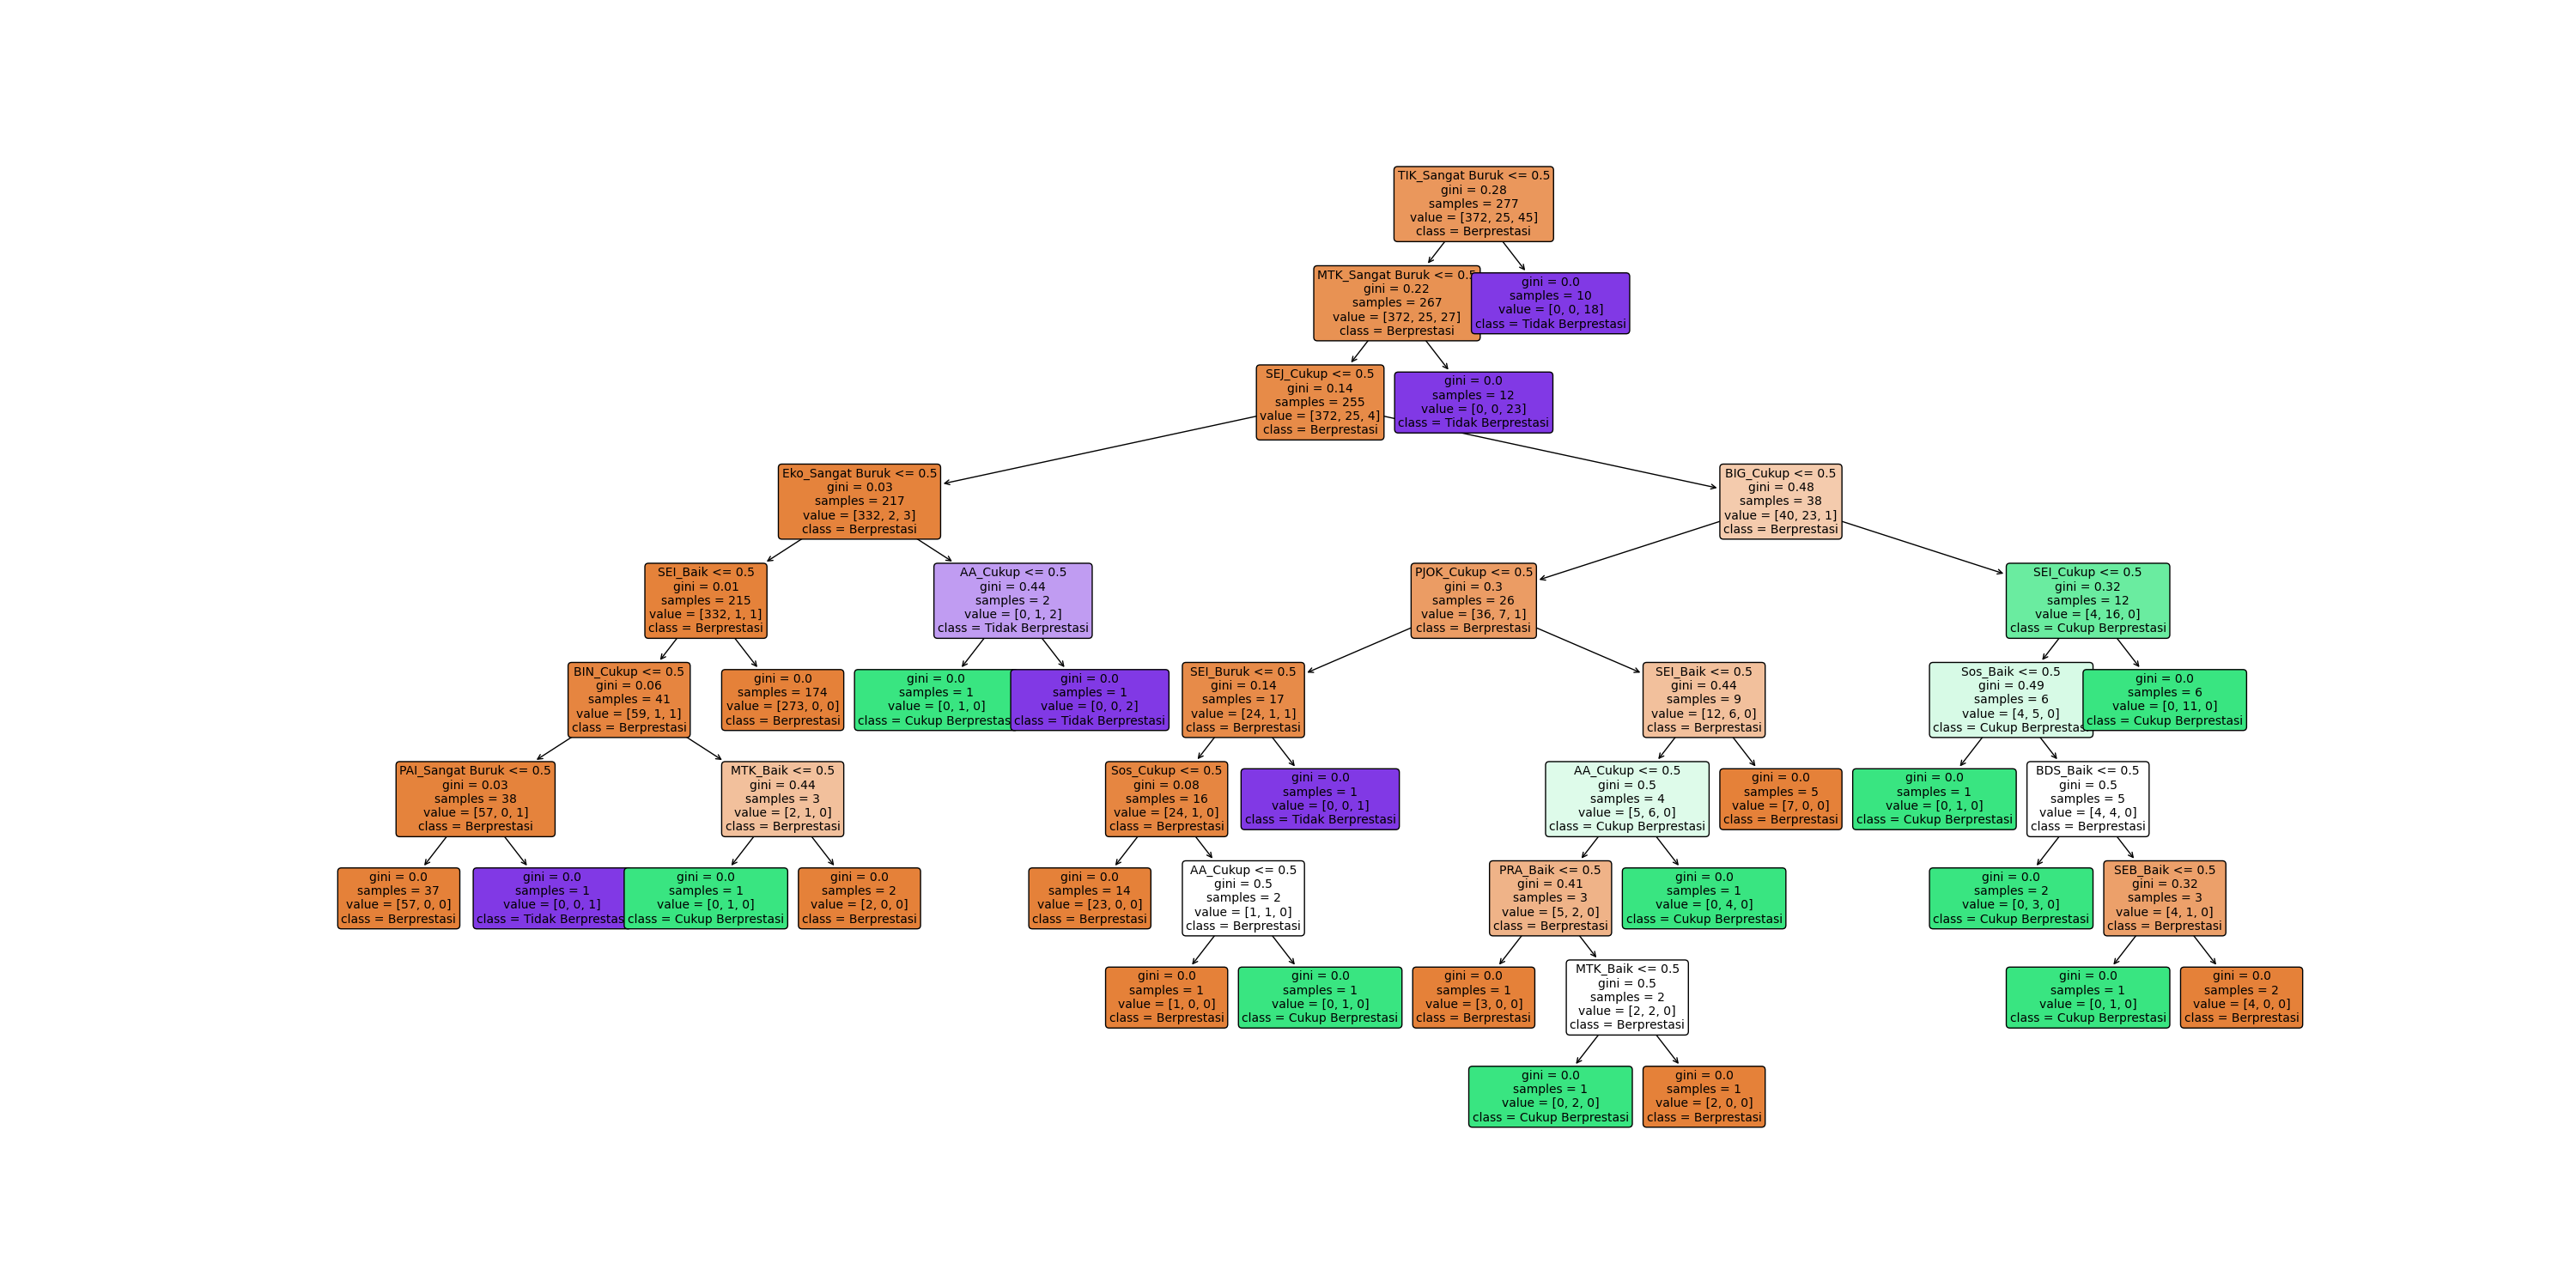 TIK_Sangat Buruk <= 0.5
gini = 0.28
samples = 277
value = [372, 25, 45]
class = Berprestasi
MTK_Sangat Buruk <= 0.5
gini = 0.22
samples = 267
value = [372, 25, 27]
class = Berprestasi
gini = 0.0
samples = 10
value = [0, 0, 18]
class = Tidak Berprestasi
SEJ_Cukup <= 0.5
gini = 0.14
samples = 255
value = [372, 25, 4]
class = Berprestasi
gini = 0.0
samples = 12
value = [0, 0, 23]
class = Tidak Berprestasi
Eko_Sangat Buruk <= 0.5
gini = 0.03
samples = 217
value = [332, 2, 3]
class = Berprestasi
BIG_Cukup <= 0.5
gini = 0.48
samples = 38
value = [40, 23, 1]
class = Berprestasi
SEI_Baik <= 0.5
gini = 0.01
samples = 215
value = [332, 1, 1]
class = Berprestasi
AA_Cukup <= 0.5
gini = 0.44
samples = 2
value = [0, 1, 2]
class = Tidak Berprestasi
PJOK_Cukup <= 0.5
gini = 0.3
samples = 26
value = [36, 7, 1]
class = Berprestasi
SEI_Cukup <= 0.5
gini = 0.32
samples = 12
value = [4, 16, 0]
class = Cukup Berprestasi
BIN_Cukup <= 0.5
gini = 0.06
samples = 41
value = [59, 1, 1]
class = Berprestasi
gini = 0.0
samples = 174
value = [273, 0, 0]
class = Berprestasi
gini = 0.0
samples = 1
value = [0, 1, 0]
class = Cukup Berprestas
gini = 0.0
samples = 1
value = [0, 0, 2]
class = Tidak Berprestasi
SEI_Buruk <= 0.5
gini = 0.14
samples = 17
value = [24, 1, 1]
class = Berprestasi
SEI_Baik <= 0.5
gini = 0.44
samples = 9
value = [12, 6, 0]
class = Berprestasi
Sos_Baik <= 0.5
gini = 0.49
samples = 6
value = [4, 5, 0]
class = Cukup Berprestas
gini = 0.0
samples = 6
value = [0, 11, 0]
class = Cukup Berprestasi
PAI_Sangat Buruk <= 0.5
gini = 0.03
samples = 38
value = [57, 0, 1]
class = Berprestasi
MTK_Baik <= 0.5
gini = 0.44
samples = 3
value = [2, 1, 0]
class = Berprestasi
Sos_Cukup <= 0.5
gini = 0.08
samples = 16
value = [24, 1, 0]
class = Berprestasi
gini = 0.0
samples = 1
value = [0, 0, 1]
class = Tidak Berprestasi
AA_Cukup <= 0.5
gini = 0.5
samples = 4
value = [5, 6, 0]
class = Cukup Berprestasi
gini = 0.0
samples = 5
value = [7, 0, 0]
class = Berprestasi
gini = 0.0
samples = 1
value = [0, 1, 0]
class = Cukup Berprestasi
BDS_Baik <= 0.5
gini = 0.5
samples = 5
value = [4, 4, 0]
class = Berprestasi
gini = 0.0
samples = 37
value = [57, 0, 0]
class = Berprestasi
gini = 0.0
samples = 1
value = [0, 0, 1]
class = Tidak Berprestas
gini = 0.0
samples = 1
value = [0, 1, 0]
class = Cukup Berprestasi
gini = 0.0
samples = 2
value = [2, 0, 0]
class = Berprestasi
gini = 0.0
samples = 14
value = [23, 0, 0]
class = Berprestasi
AA_Cukup <= 0.5
gini = 0.5
samples = 2
value = [1, 1, 0]
class = Berprestasi
PRA_Baik <= 0.5
gini = 0.41
samples = 3
value = [5, 2, 0]
class = Berprestasi
gini = 0.0
samples = 1
value = [0, 4, 0]
class = Cukup Berprestasi
gini = 0.0
samples = 2
value = [0, 3, 0]
class = Cukup Berprestasi
SEB_Baik <= 0.5
gini = 0.32
samples = 3
value = [4, 1, 0]
class = Berprestasi
gini = 0.0
samples = 1
value = [1, 0, 0]
class = Berprestasi
gini = 0.0
samples = 1
value = [0, 1, 0]
class = Cukup Berprestasi
gini = 0.0
samples = 1
value = [3, 0, 0]
class = Berprestasi
MTK_Baik <= 0.5
gini = 0.5
samples = 2
value = [2, 2, 0]
class = Berprestasi
gini = 0.0
samples = 1
value = [0, 1, 0]
class = Cukup Berprestasi
gini = 0.0
samples = 2
value = [4, 0, 0]
class = Berprestasi
gini = 0.0
samples = 1
value = [0, 2, 0]
class = Cukup Berprestasi
gini = 0.0
samples = 1
value = [2, 0, 0]
class = Berprestasi